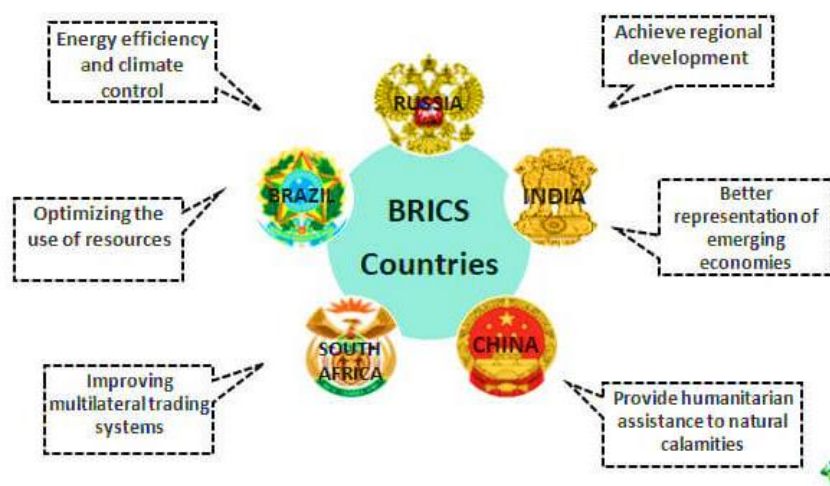 Energy efficiency
and climate
control
Achieve regional
development
RUSSIA
BRAZIL
INDIA
BRICS
Countries
Optimizing the
use of resources
Better
representation of
emerging
economies
SOUTH
AFRICA
CHINA
Improving
multilateral trading
systems
Provide humanitarian
assistance to natural
calamities